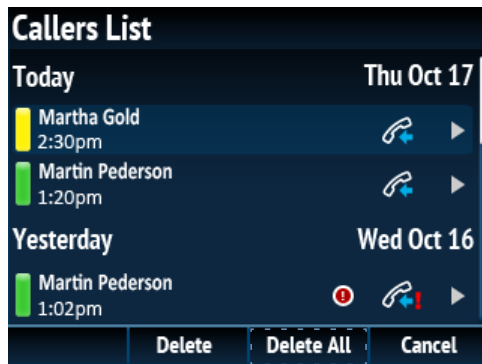 Callers List
Today Thu Oct 17
Martha Gold
2:30pm
Martin Pederson
1:20pm
Yesterday Wed Oct 16
Martin Pederson
1:02pm
Delete Delete All Cancel